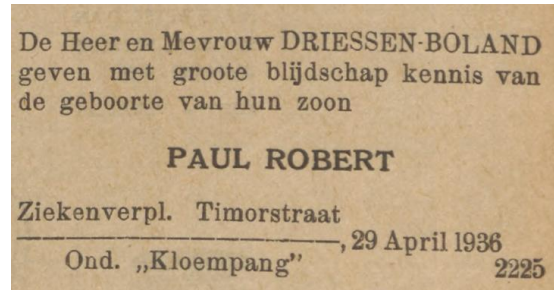 De Heer en Mevrouw DRIESSEN-BOLAND
geven met groote blijdschap kennis van
de geboorte van hun zoon
PAUL ROBERT
Ziekenverpl. Timorstraat
, 29 April 1936
Ond. „Kloempang”
2225